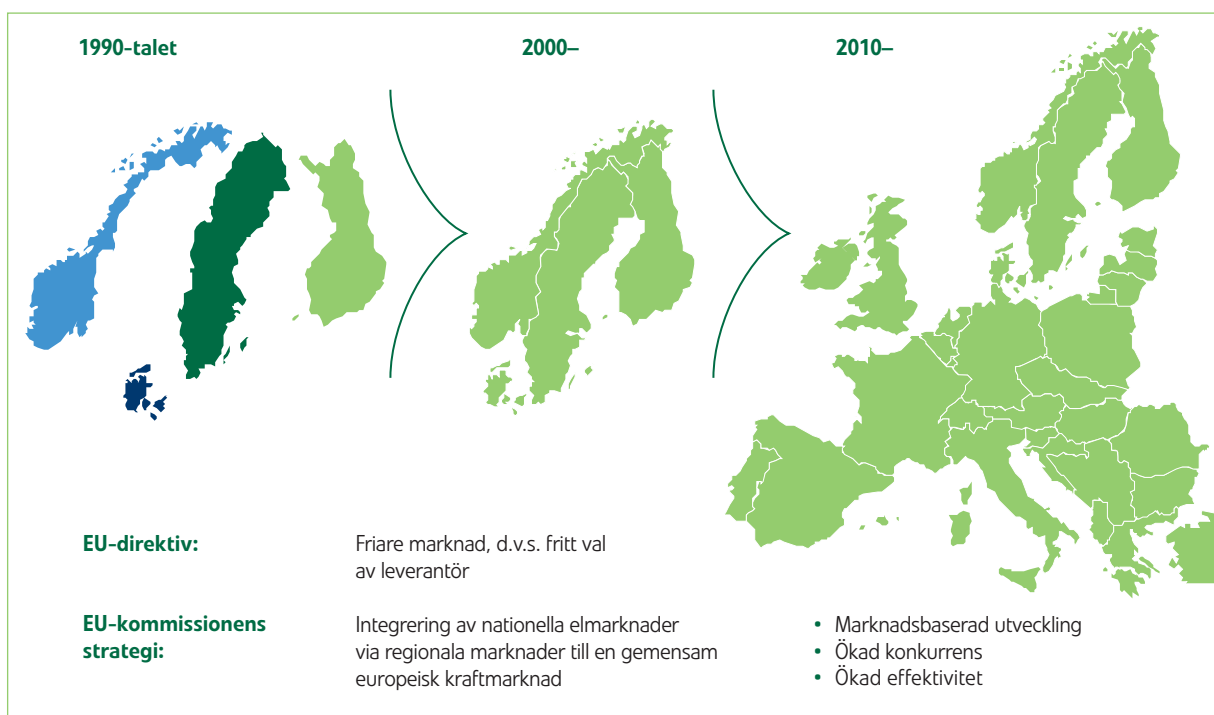 1990-talet
2000–
2010–
EU-direktiv:
Friare marknad, d.v.s. fritt val
av leverantör
EU-kommissionens
strategi:
Integrering av nationella elmarknader
via regionala marknader till en gemensam
europeisk kraftmarknad
• Marknadsbaserad utveckling
• Ökad konkurrens
• Ökad effektivitet